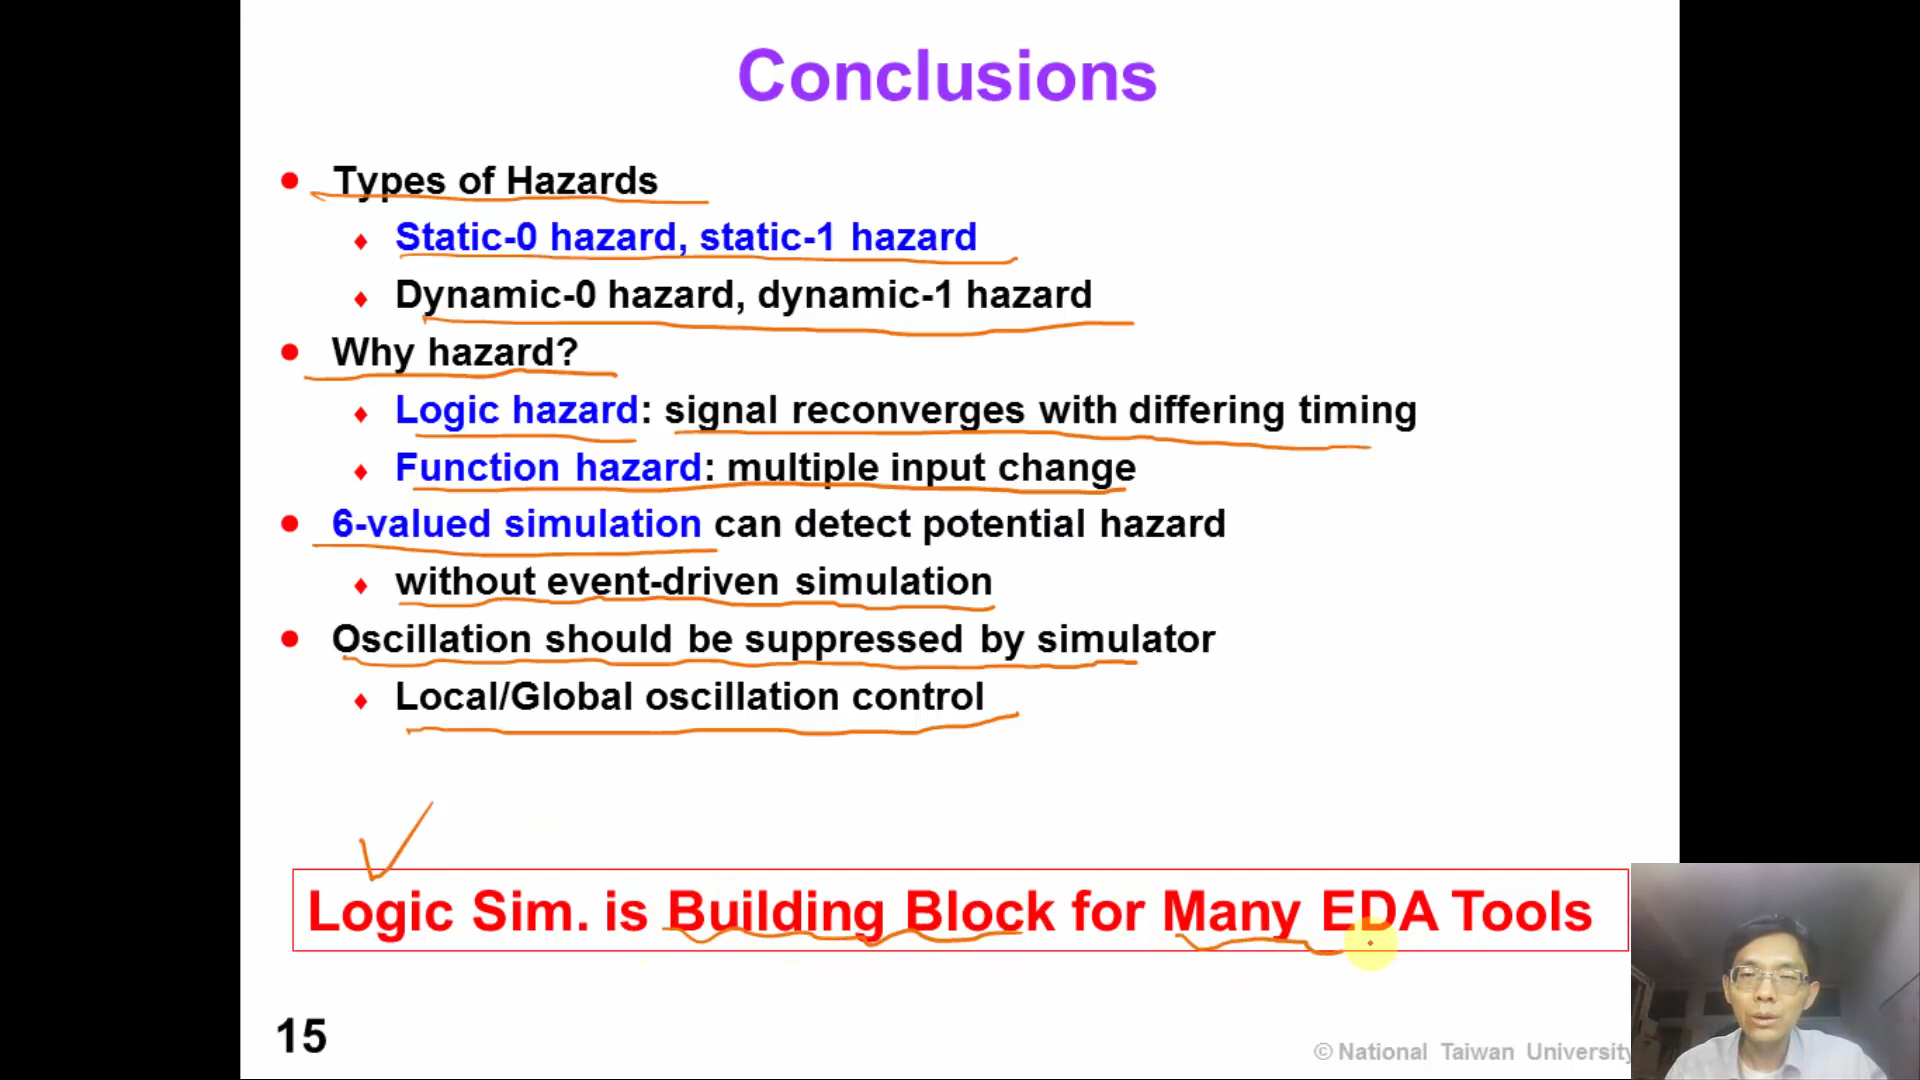 Conclusions
Types of Hazards
Static-0 hazard, static-1 hazard
Dynamic-0 hazard, dynamic-1 hazard
Why hazard?
Logic hazard: signal reconverges with differing timing
Function hazard: multiple input change
6-valued simulation can detect potential hazard
without event-driven simulation
Oscillation should be suppressed by simulator
Local/Global oscillation control
Logic Sim. is Building Block for Many EDA Tools
15
© National Taiwan University